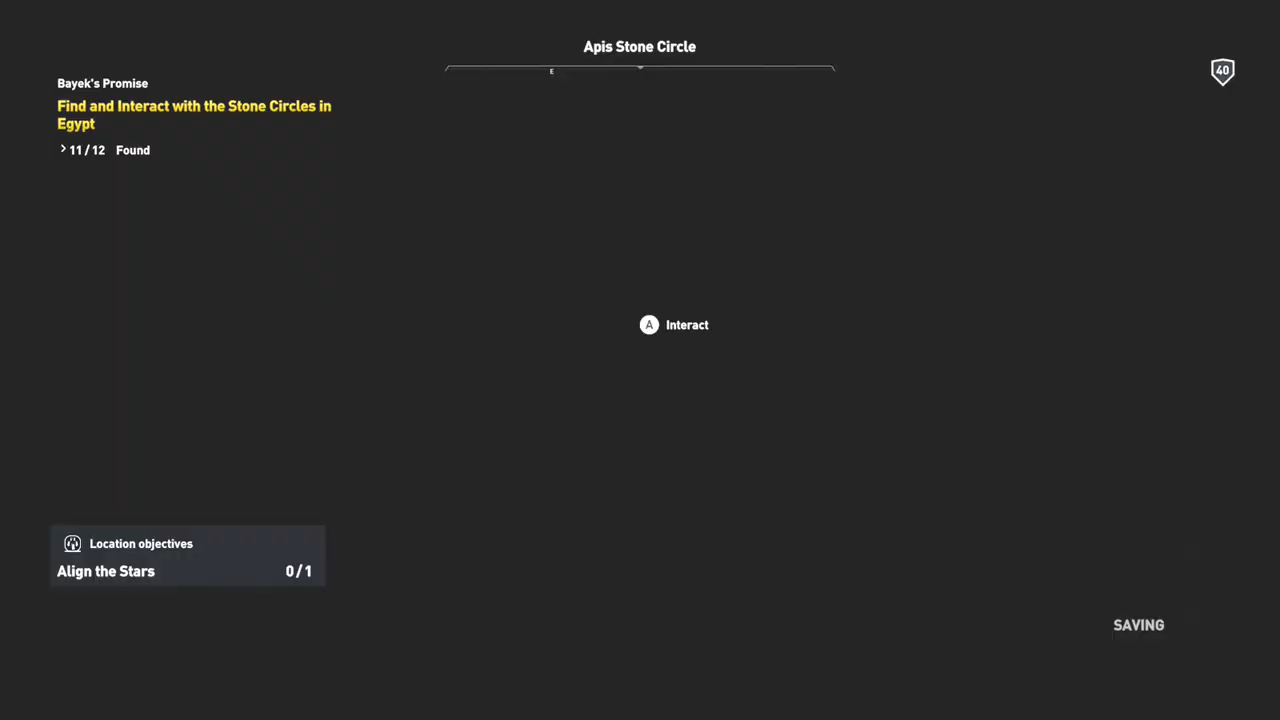 Apis Stone Circle
E
40
Bayek's Promise
Find and Interact with the Stone Circles in
Egypt
> 11 / 12 Found
A Interact
Location objectives
Align the Stars 0 / 1
SAVING